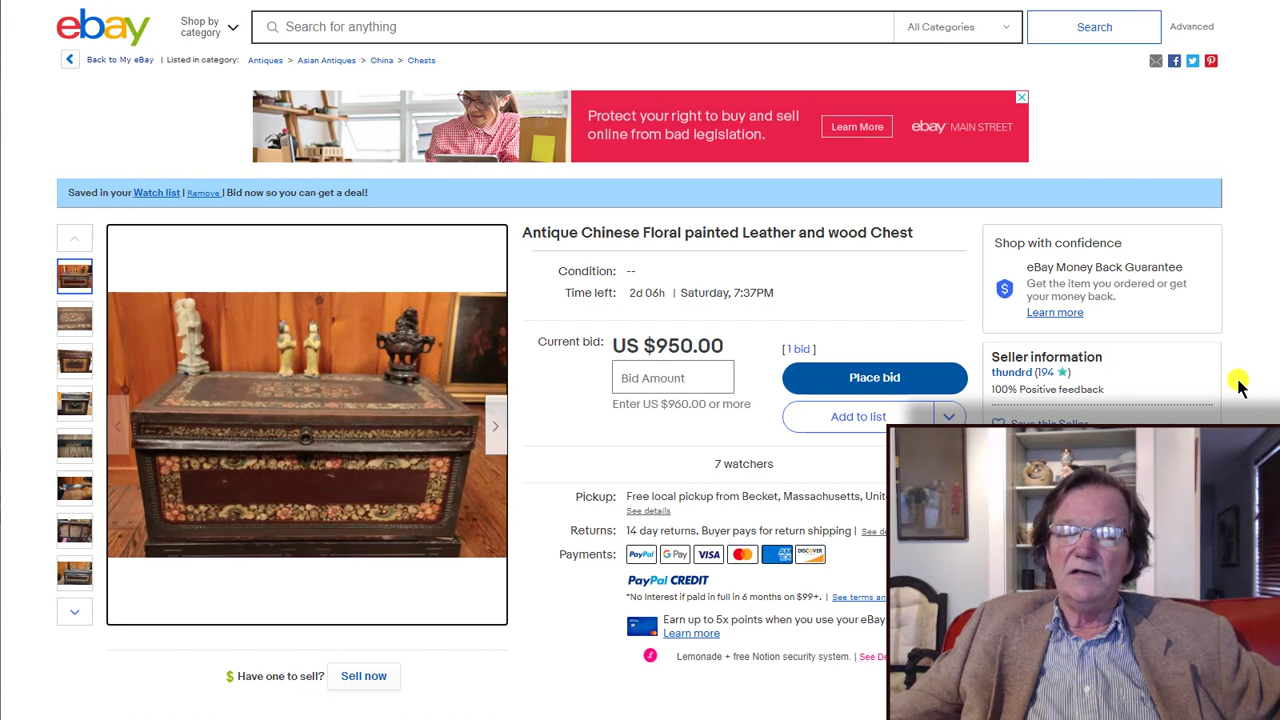 ebay
Shop by
category
Search for anything
All Categories
Search
Advanced
Back to My eBay | Listed in category: Antiques > Asian Antiques > China > Chests
Protect your right to buy and sell
online from bad legislation.
Learn More
ebay MAIN STREET
Saved in your Watch list | Remove | Bid now so you can get a deal!
Antique Chinese Floral painted Leather and wood Chest
Condition: --
Time left: 2d 06h | Saturday, 7:37PM
Current bid: US $950.00
[ 1 bid ]
Bid Amount
Place bid
Enter US $960.00 or more
Add to list
7 watchers
Pickup: Free local pickup from Becket, Massachusetts,
See details
Returns: 14 day returns. Buyer pays for return shipping |
Payments: PayPal G Pay VISA DISCOVER
PayPal CREDIT
*No Interest if paid in full in 6 months on $99+. | See terms
Earn up to 5x points when you use your eBay
Learn more
Lemonade + free Notion security system. |
Shop with confidence
eBay Money Back Guarantee
Get the item you ordered or get
your money back.
Learn more
Seller information
thundrd (194 ★)
100% Positive feedback
Save this Seller
$ Have one to sell? Sell now